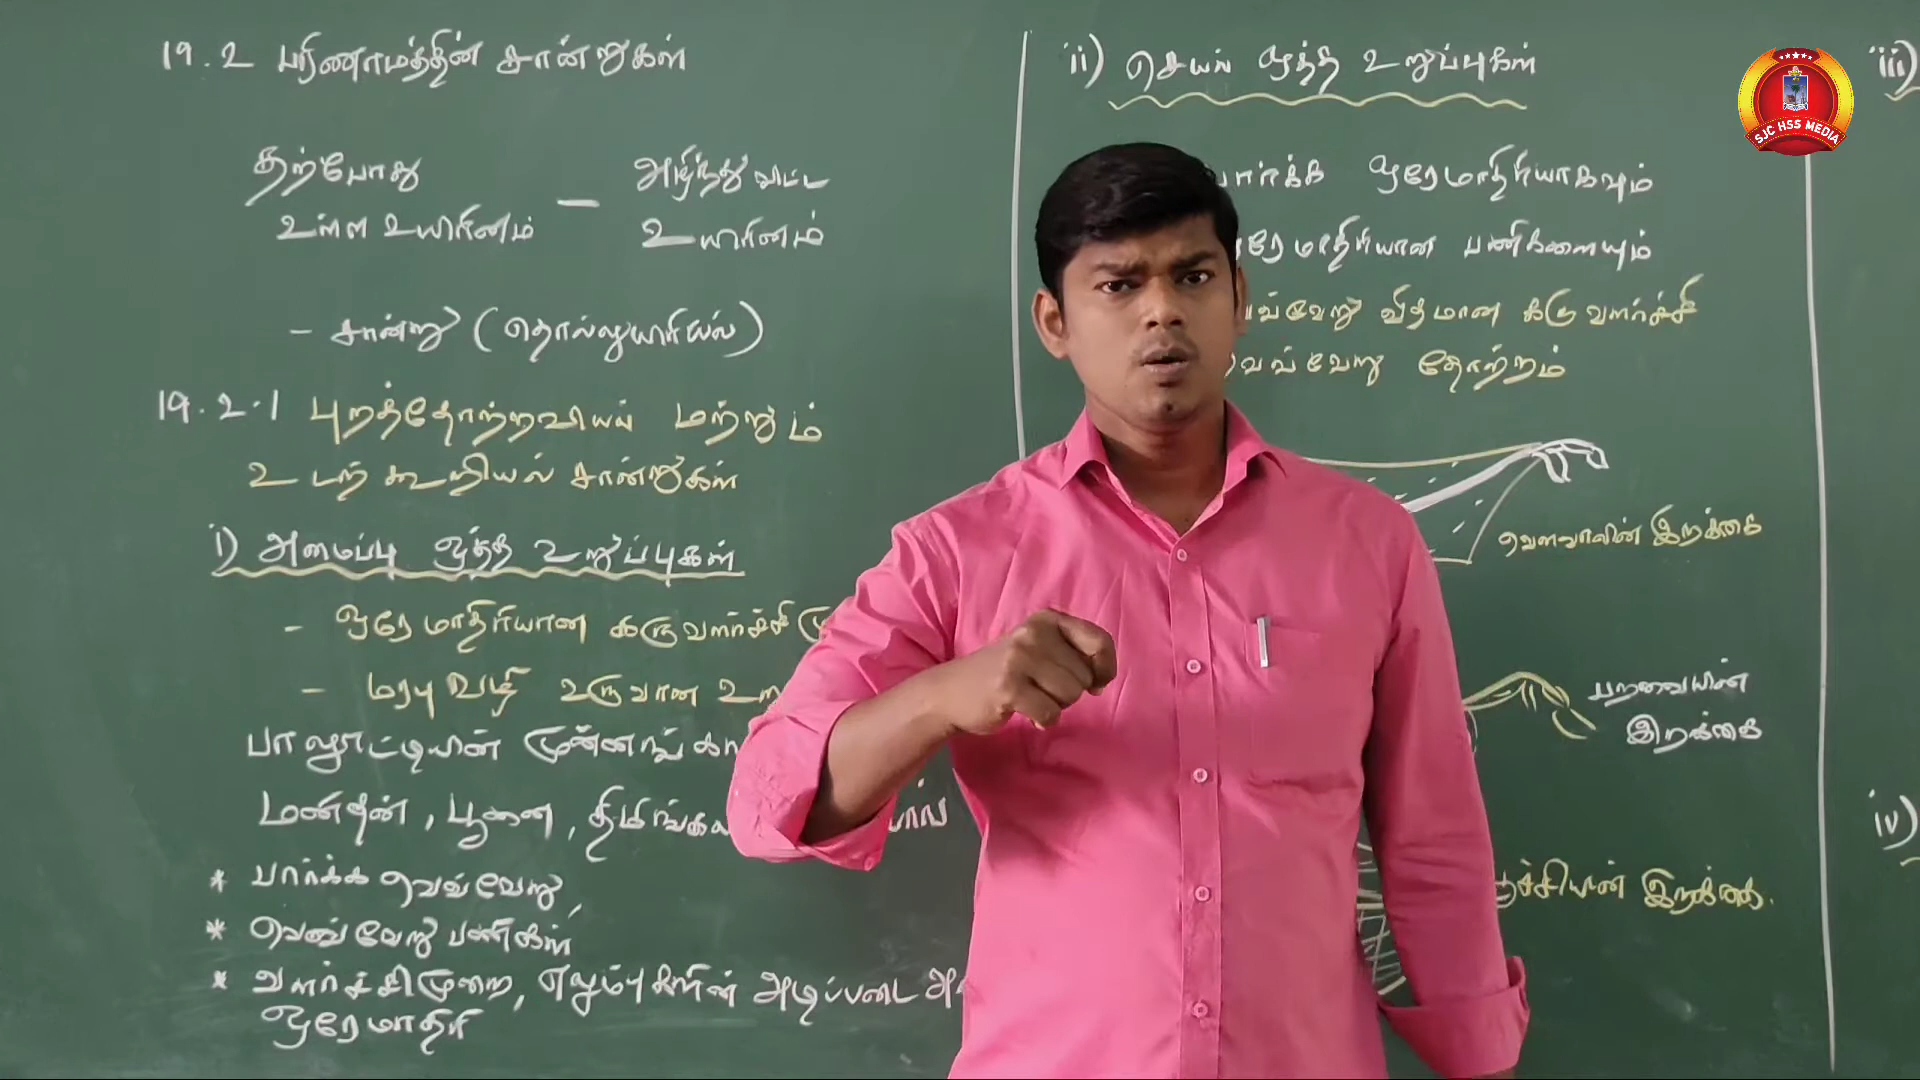 19.2 பரிணாமத்தின் சான்றுகள்
தற்போது
உள்ள உயிரினம்
—
அழிந்துவிட்ட
உயிரினம்
- சான்று (தொல்லுயிரியல்)
19.2.1 புறத்தோற்றவியல் மற்றும்
உடற்கூறியல் சான்றுகள்
i) அமைப்பு ஒத்த உறுப்புகள்
- ஒரேமாதிரியான கருவளர்ச்சி
- மரபுவழி உருவான
பாலூட்டியின்
மனிதன், பூனை,
* பார்க்க வெவ்வேறு,
* வெவ்வேறு பணிகள்,
* வளர்ச்சிமுறை, எலும்புகளின் அடிப்படை
ஒரேமாதிரி
ii) செயல் ஒத்த உறுப்புகள்
ஒரேமாதிரியாகவும்
பணிகளையும்
விதமான கருவளர்ச்சி
தோற்றம்
வௌவாலின் இறக்கை
பறவையின்
இறக்கை
இறக்கை.
iii)
iv)
SJC HSS MEDIA